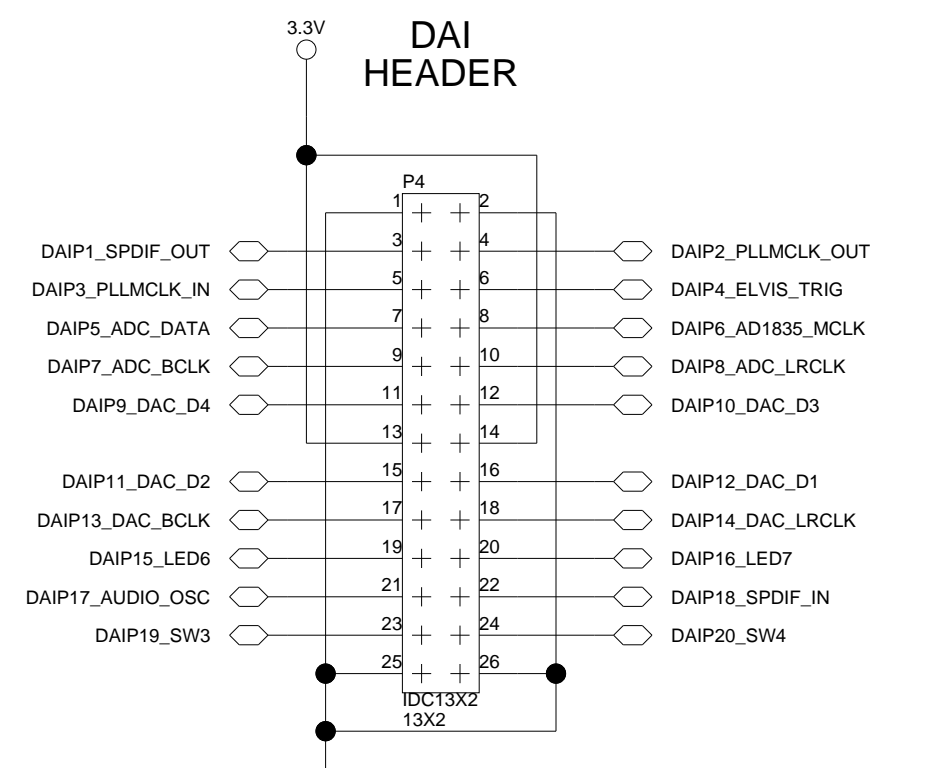 3.3V
DAI
HEADER
P4
1 2
DAIP1_SPDIF_OUT 3 4 DAIP2_PLLMCLK_OUT
DAIP3_PLLMCLK_IN 5 6 DAIP4_ELVIS_TRIG
DAIP5_ADC_DATA 7 8 DAIP6_AD1835_MCLK
DAIP7_ADC_BCLK 9 10 DAIP8_ADC_LRCLK
DAIP9_DAC_D4 11 12 DAIP10_DAC_D3
13 14
DAIP11_DAC_D2 15 16 DAIP12_DAC_D1
DAIP13_DAC_BCLK 17 18 DAIP14_DAC_LRCLK
DAIP15_LED6 19 20 DAIP16_LED7
DAIP17_AUDIO_OSC 21 22 DAIP18_SPDIF_IN
DAIP19_SW3 23 24 DAIP20_SW4
25 26
IDC13X2
13X2